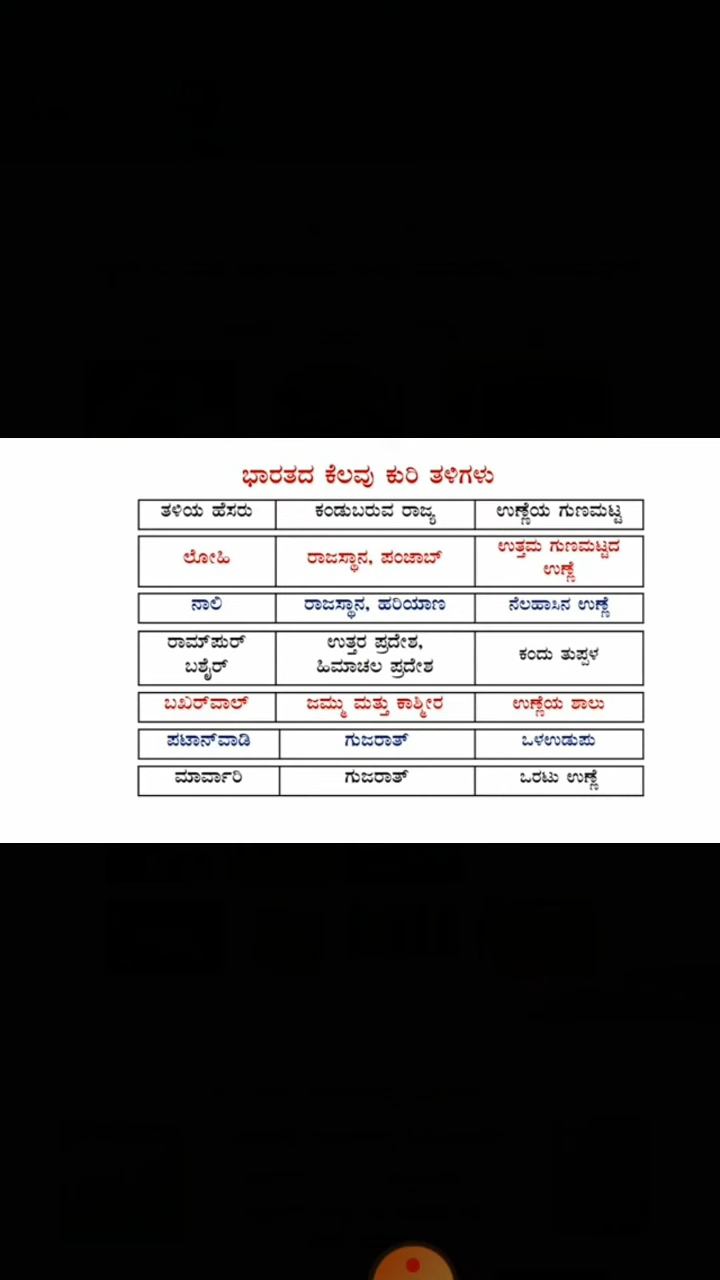 ಭಾರತದ ಕೆಲವು ಕುರಿ ತಳಿಗಳು
ತಳಿಯ ಹೆಸರು ಕಂಡುಬರುವ ರಾಜ್ಯ ಉಣ್ಣೆಯ ಗುಣಮಟ್ಟ
ಲೋಹಿ ರಾಜಸ್ಥಾನ, ಪಂಜಾಬ್ ಉತ್ತಮ ಗುಣಮಟ್ಟದ
ಉಣ್ಣೆ
ನಾಲಿ ರಾಜಸ್ಥಾನ, ಹರಿಯಾಣ ನೆಲಹಾಸಿನ ಉಣ್ಣೆ
ರಾಮ್‌ಪುರ್ ಉತ್ತರ ಪ್ರದೇಶ, ಕಂದು ತುಪ್ಪಳ
ಬಶೈರ್ ಹಿಮಾಚಲ ಪ್ರದೇಶ
ಬಖಿರ್‌ವಾಲ್ ಜಮ್ಮು ಮತ್ತು ಕಾಶ್ಮೀರ ಉಣ್ಣೆಯ ಶಾಲು
ಪಟಾನ್‌ವಾಡಿ ಗುಜರಾತ್ ಒಳಉಡುಪು
ಮಾರ್ವಾರಿ ಗುಜರಾತ್ ಒರಟು ಉಣ್ಣೆ